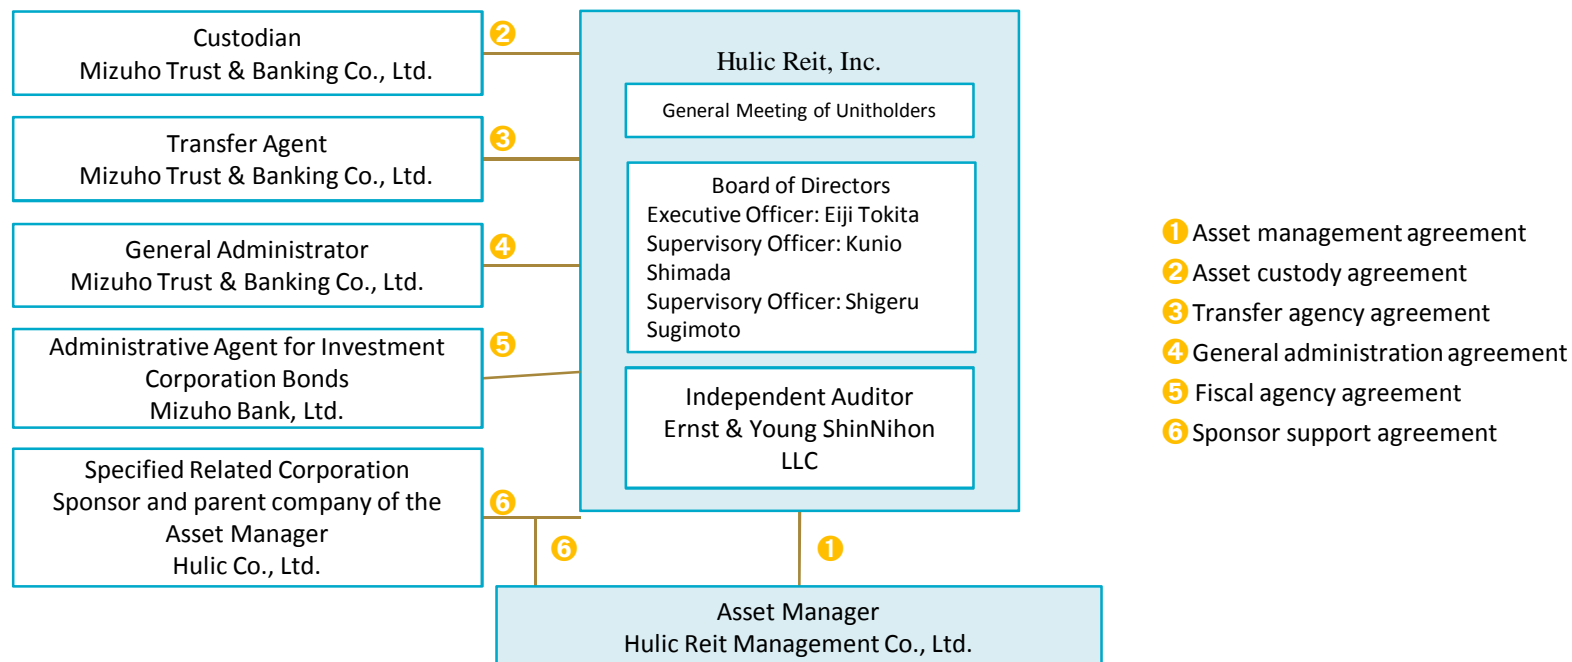 Custodian
Mizuho Trust & Banking Co., Ltd.
❷
Transfer Agent
Mizuho Trust & Banking Co., Ltd.
❸
General Administrator
Mizuho Trust & Banking Co., Ltd.
❹
Administrative Agent for Investment
Corporation Bonds
Mizuho Bank, Ltd.
❺
Specified Related Corporation
Sponsor and parent company of the
Asset Manager
Hulic Co., Ltd.
❻
❻
Hulic Reit, Inc.
General Meeting of Unitholders
Board of Directors
Executive Officer: Eiji Tokita
Supervisory Officer: Kunio
Shimada
Supervisory Officer: Shigeru
Sugimoto
Independent Auditor
Ernst & Young ShinNihon
LLC
❶
Asset Manager
Hulic Reit Management Co., Ltd.
❶ Asset management agreement
❷ Asset custody agreement
❸ Transfer agency agreement
❹ General administration agreement
❺ Fiscal agency agreement
❻ Sponsor support agreement